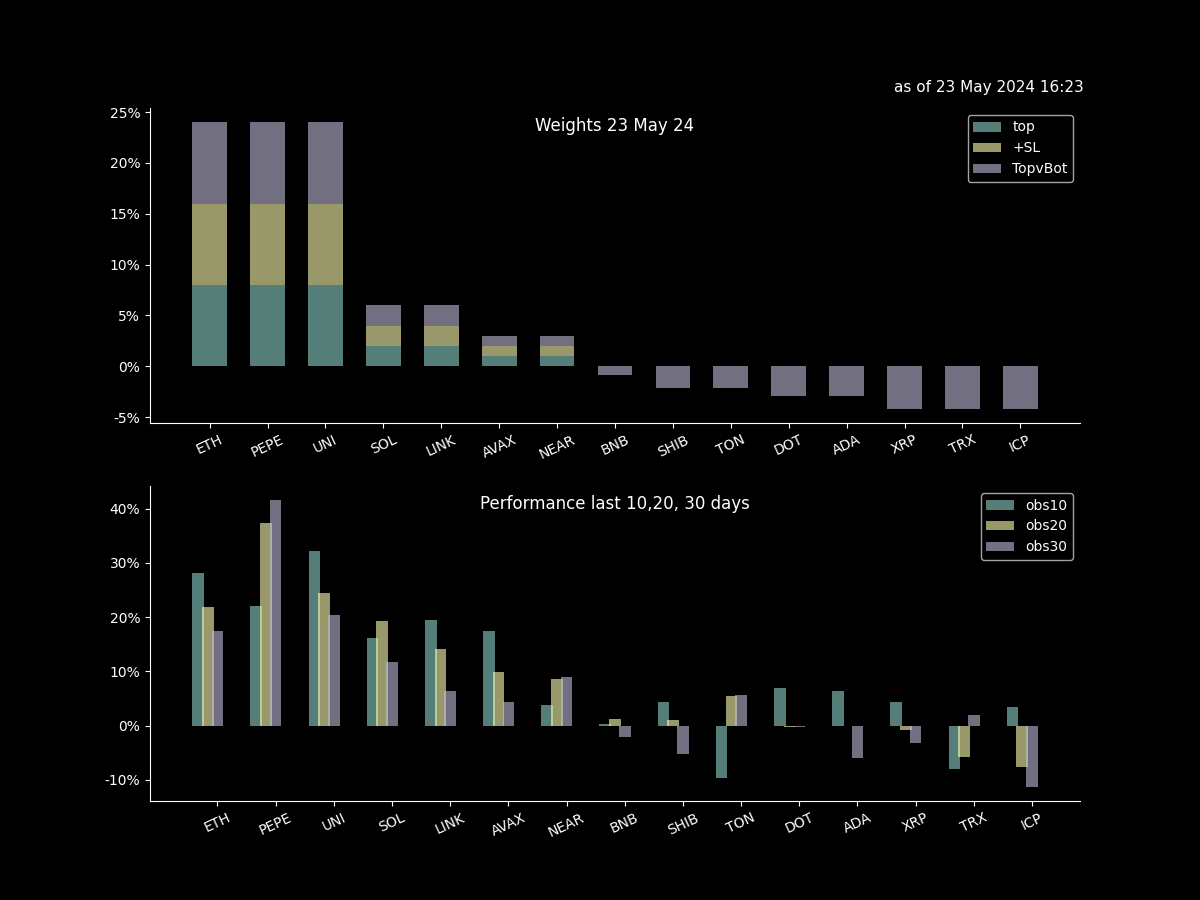 as of 23 May 2024 16:23
Weights 23 May 24
top
+SL
TopvBot
25%
20%
15%
10%
5%
0%
-5%
ETH PEPE UNI SOL LINK AVAX NEAR BNB SHIB TON DOT ADA XRP TRX ICP
Performance last 10,20, 30 days
obs10
obs20
obs30
40%
30%
20%
10%
0%
-10%
ETH PEPE UNI SOL LINK AVAX NEAR BNB SHIB TON DOT ADA XRP TRX ICP